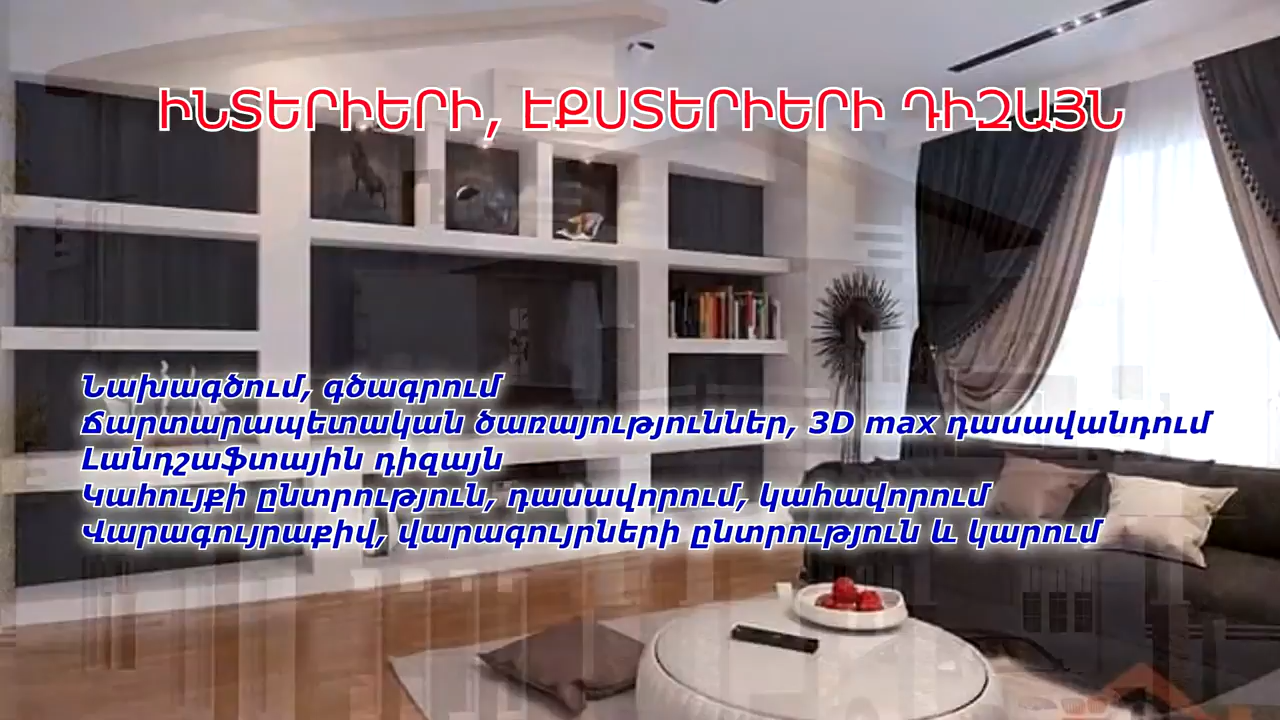 ԻՆՏԵՐԻԵՐԻ, ԷՔՍՏԵՐԻԵՐԻ ԴԻԶԱՅՆ
Նախագծում, գծագրում
Ճարտարապետական ծառայություններ, 3D max դասավանդում
Լանդշաֆտային դիզայն
Կահույքի ընտրություն, դասավորում, կահավորում
Վարագույրաքիվ, վարագույրների ընտրություն և կարում